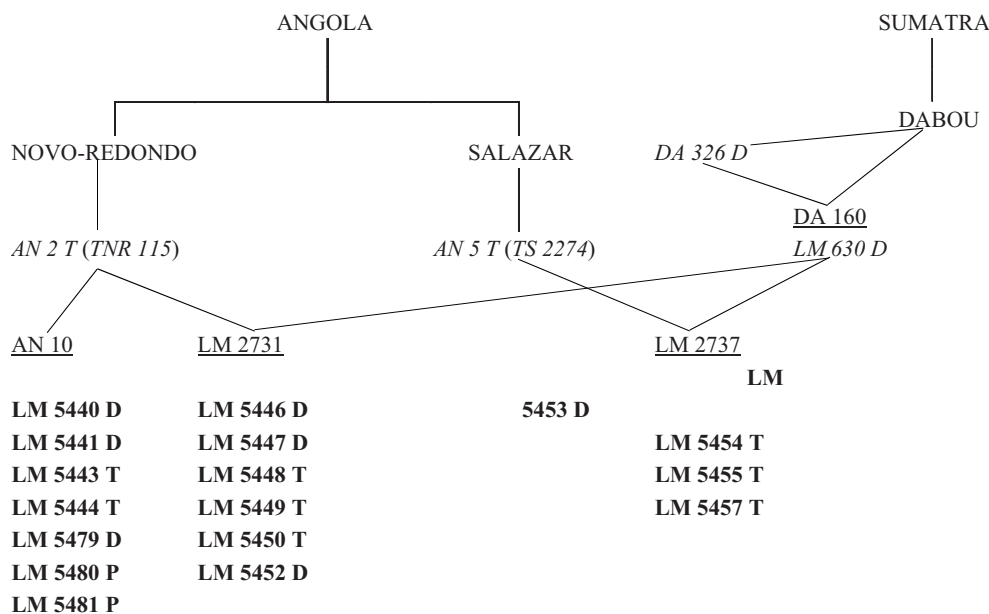 ANGOLA SUMATRA
DABOU
NOVO-REDONDO SALAZAR DA 326 D
DA 160
AN 2 T (TNR 115) AN 5 T (TS 2274) LM 630 D
AN 10 LM 2731 LM 2737
LM
LM 5440 D LM 5446 D 5453 D
LM 5441 D LM 5447 D LM 5454 T
LM 5443 T LM 5448 T LM 5455 T
LM 5444 T LM 5449 T LM 5457 T
LM 5479 D LM 5450 T
LM 5480 P LM 5452 D
LM 5481 P